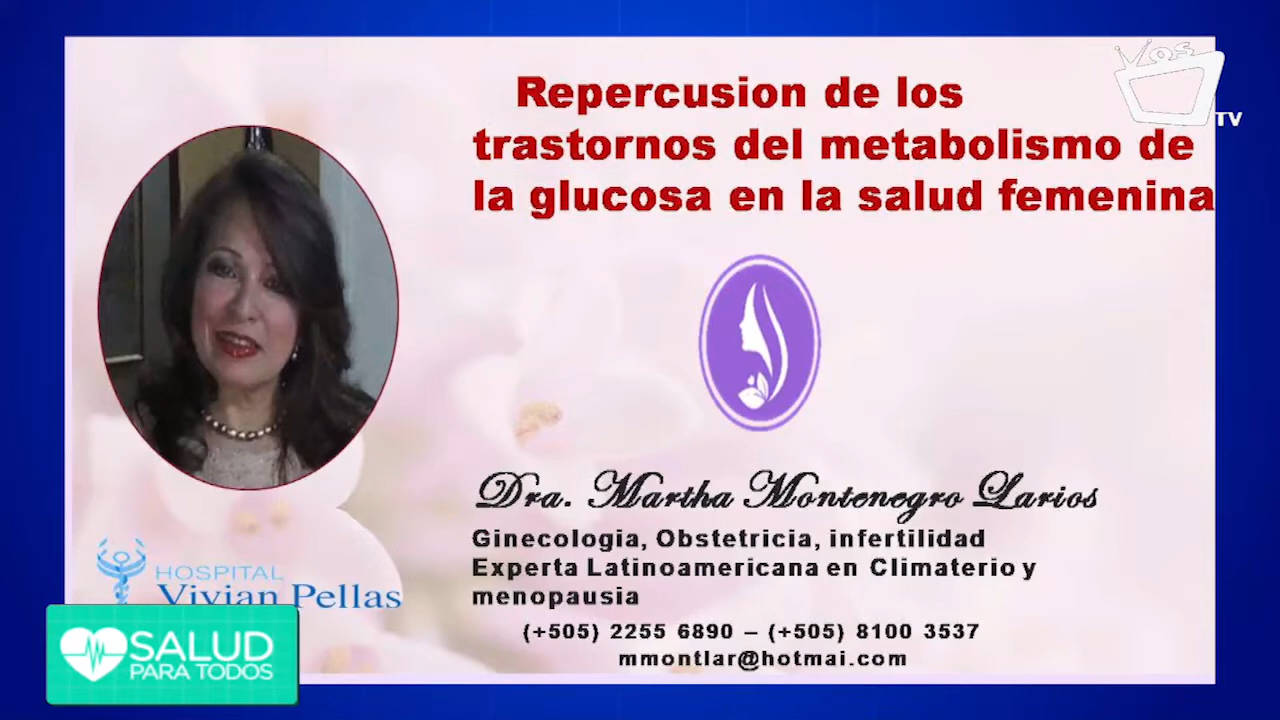 Repercusion de los
trastornos del metabolismo de
la glucosa en la salud femenina
OS
TV
Dra. Martha Montenegro Larios
Ginecologia, Obstetricia, infertilidad
Experta Latinoamericana en Climaterio y
menopausia
(+505) 2255 6890 – (+505) 8100 3537
mmontlar@hotmai.com
HOSPITAL
Vivian Pellas
SALUD
PARA TODOS